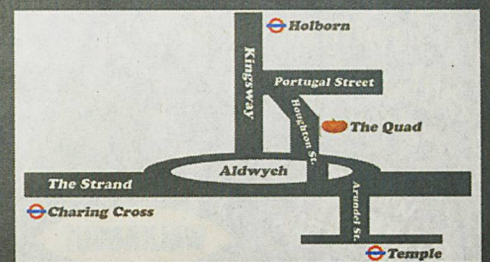 Holborn
Kingsway
Portugal Street
Houghton St.
The Quad
Aldwych
The Strand
Arundel St.
Charing Cross
Temple